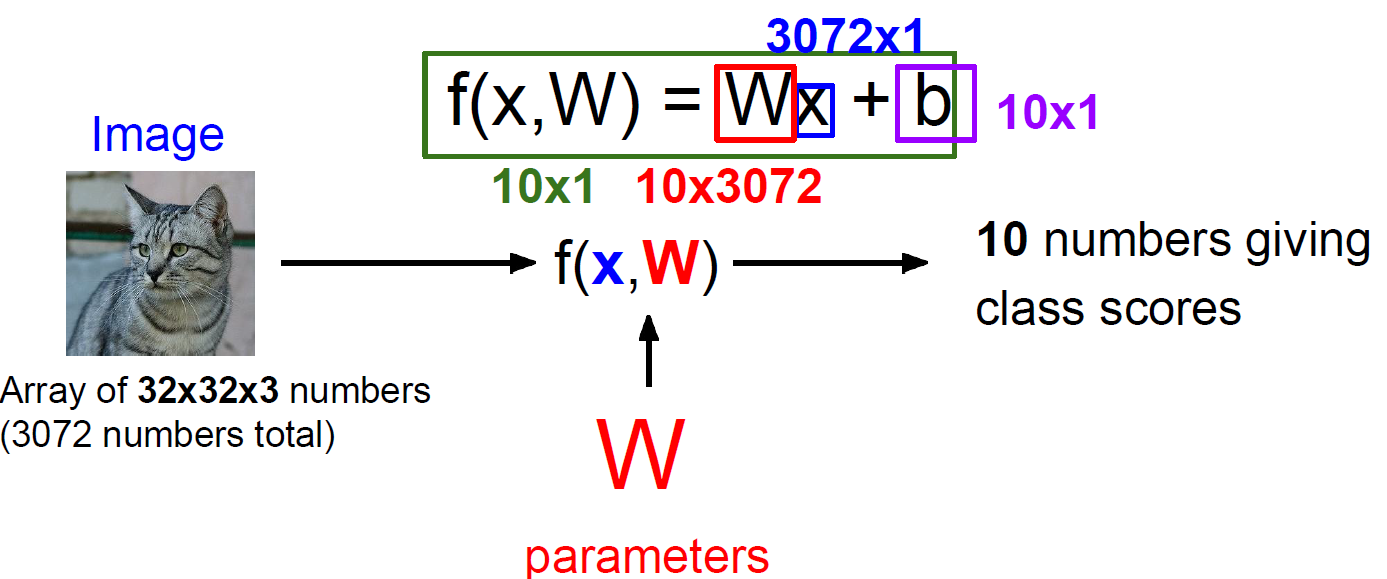 3072x1
f(x,W) = Wx + b
10x1
10x1
10x3072
Image
f(x,W)
10 numbers giving
class scores
Array of 32x32x3 numbers
(3072 numbers total)
W
parameters